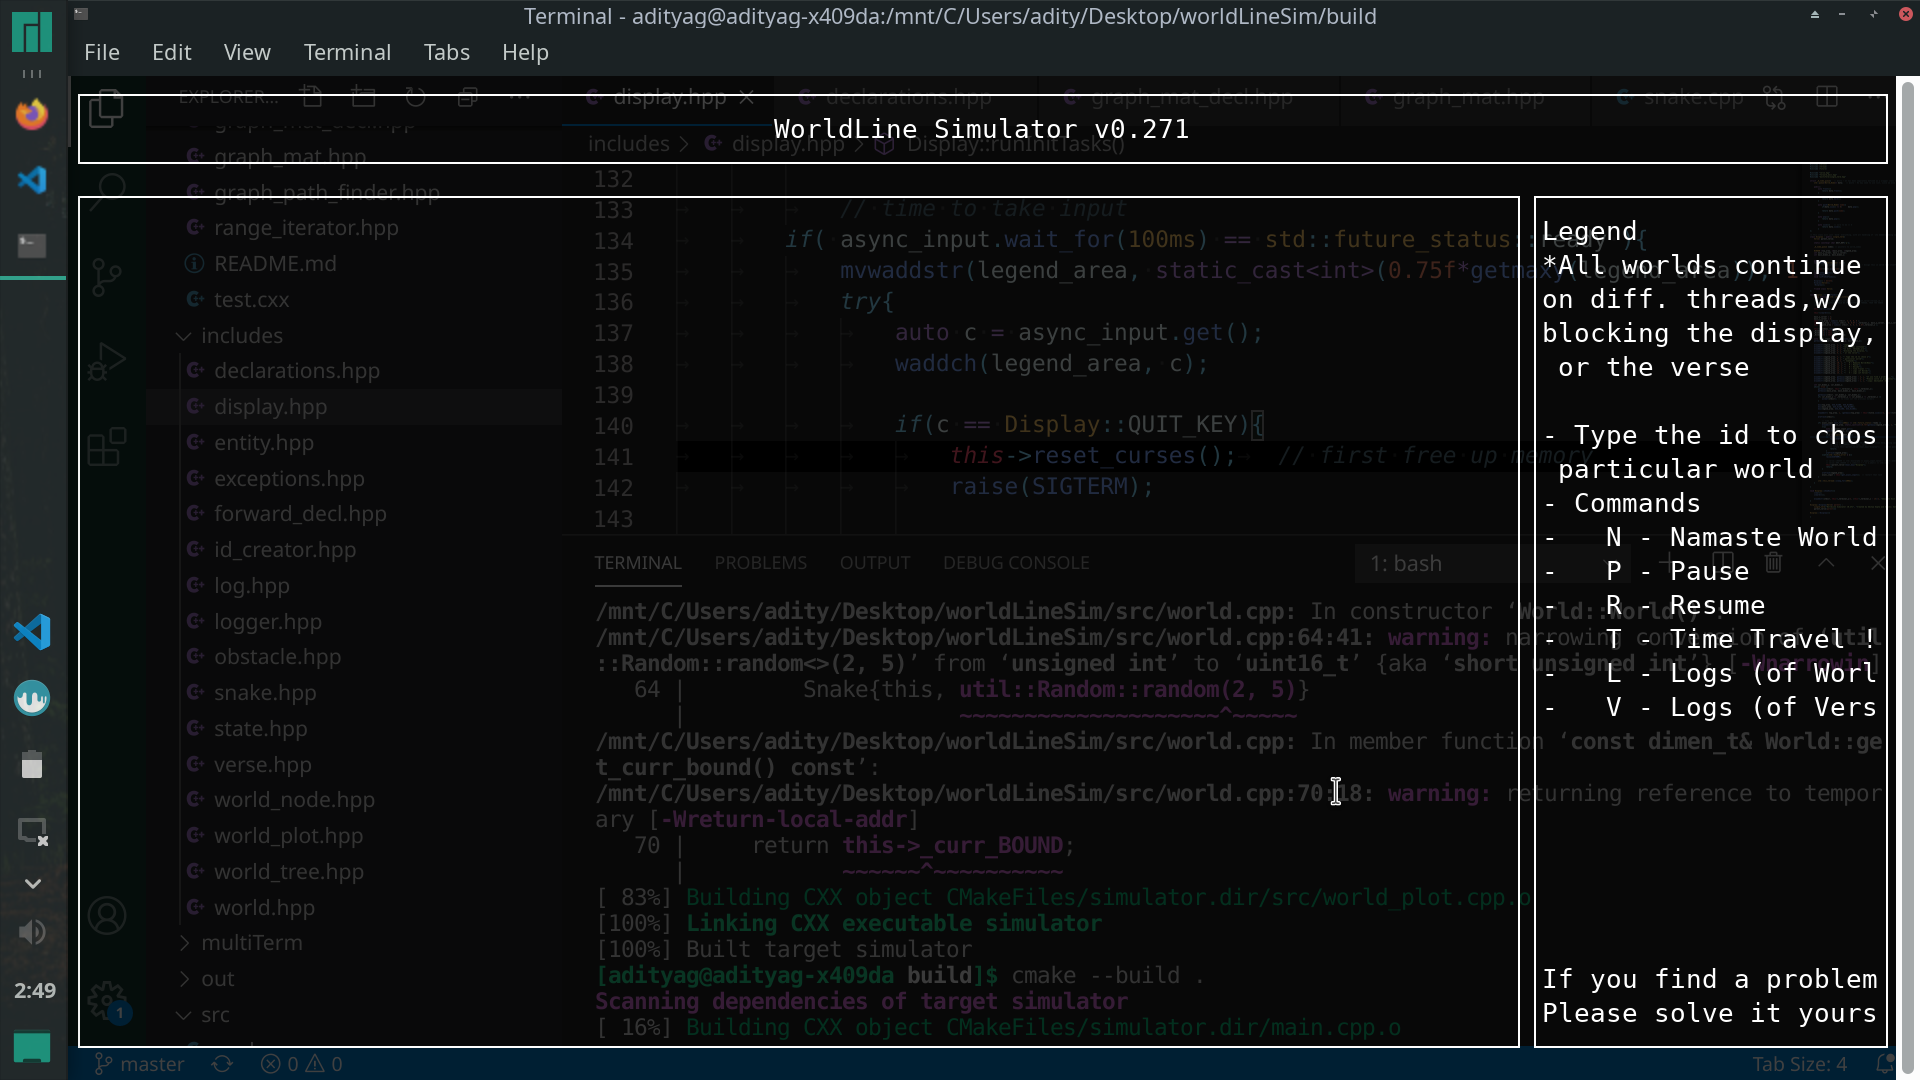 Terminal - adityag@adityag-x409da:/mnt/C/Users/adity/Desktop/worldLineSim/build
File Edit View Terminal Tabs Help
EXPLORER...
display.hpp
declarations.hpp
graph_mat_decl.hpp
graph_mat.hpp
snake.cpp
WorldLine Simulator v0.271
includes > display.hpp > Display::runInitTasks()
graph_mat_decl.hpp
graph_mat.hpp
graph_path_finder.hpp
range_iterator.hpp
README.md
test.cxx
includes
declarations.hpp
display.hpp
entity.hpp
exceptions.hpp
forward_decl.hpp
id_creator.hpp
log.hpp
logger.hpp
obstacle.hpp
snake.hpp
state.hpp
verse.hpp
world_node.hpp
world_plot.hpp
world_tree.hpp
world.hpp
multiTerm
out
src
132
133 // time to take input
134 if( async_input.wait_for(100ms) == std::future_status::ready ){
135 mvwaddstr(legend_area, static_cast<int>(0.75f*getmaxy(legend_area)
136 try{
137 auto c = async_input.get();
138 waddch(legend_area, c);
139
140 if(c == Display::QUIT_KEY){
141 this->reset_curses(); // first free up memory
142 raise(SIGTERM);
143
TERMINAL PROBLEMS OUTPUT DEBUG CONSOLE 1: bash
/mnt/C/Users/adity/Desktop/worldLineSim/src/world.cpp: In constructor ‘World::World()’:
/mnt/C/Users/adity/Desktop/worldLineSim/src/world.cpp:64:41: warning: narrowing conversion of ‘util
::Random::random<>(2, 5)’ from ‘unsigned int’ to ‘uint16_t’ {aka ‘short unsigned int’} [-Wnarrowing]
64 | Snake{this, util::Random::random(2, 5)}
| ~~~~~~~~~~~~~~~~~~~~^~~~~~
/mnt/C/Users/adity/Desktop/worldLineSim/src/world.cpp: In member function ‘const dimen_t& World::ge
t_curr_bound() const’:
/mnt/C/Users/adity/Desktop/worldLineSim/src/world.cpp:70:18: warning: returning reference to tempor
ary [-Wreturn-local-addr]
70 | return this->_curr_BOUND;
| ~~~~~~^~~~~~~~~~~
[ 83%] Building CXX object CMakeFiles/simulator.dir/src/world_plot.cpp.o
[100%] Linking CXX executable simulator
[100%] Built target simulator
[adityag@adityag-x409da build]$ cmake --build .
Scanning dependencies of target simulator
[ 16%] Building CXX object CMakeFiles/simulator.dir/main.cpp.o
Legend
*All worlds continue
on diff. threads,w/o
blocking the display,
or the verse
- Type the id to chos
particular world
- Commands
- N - Namaste World
- P - Pause
- R - Resume
- T - Time Travel !
- L - Logs (of Worl
- V - Logs (of Vers
If you find a problem
Please solve it yours
2:49
1
master 0 0 Tab Size: 4